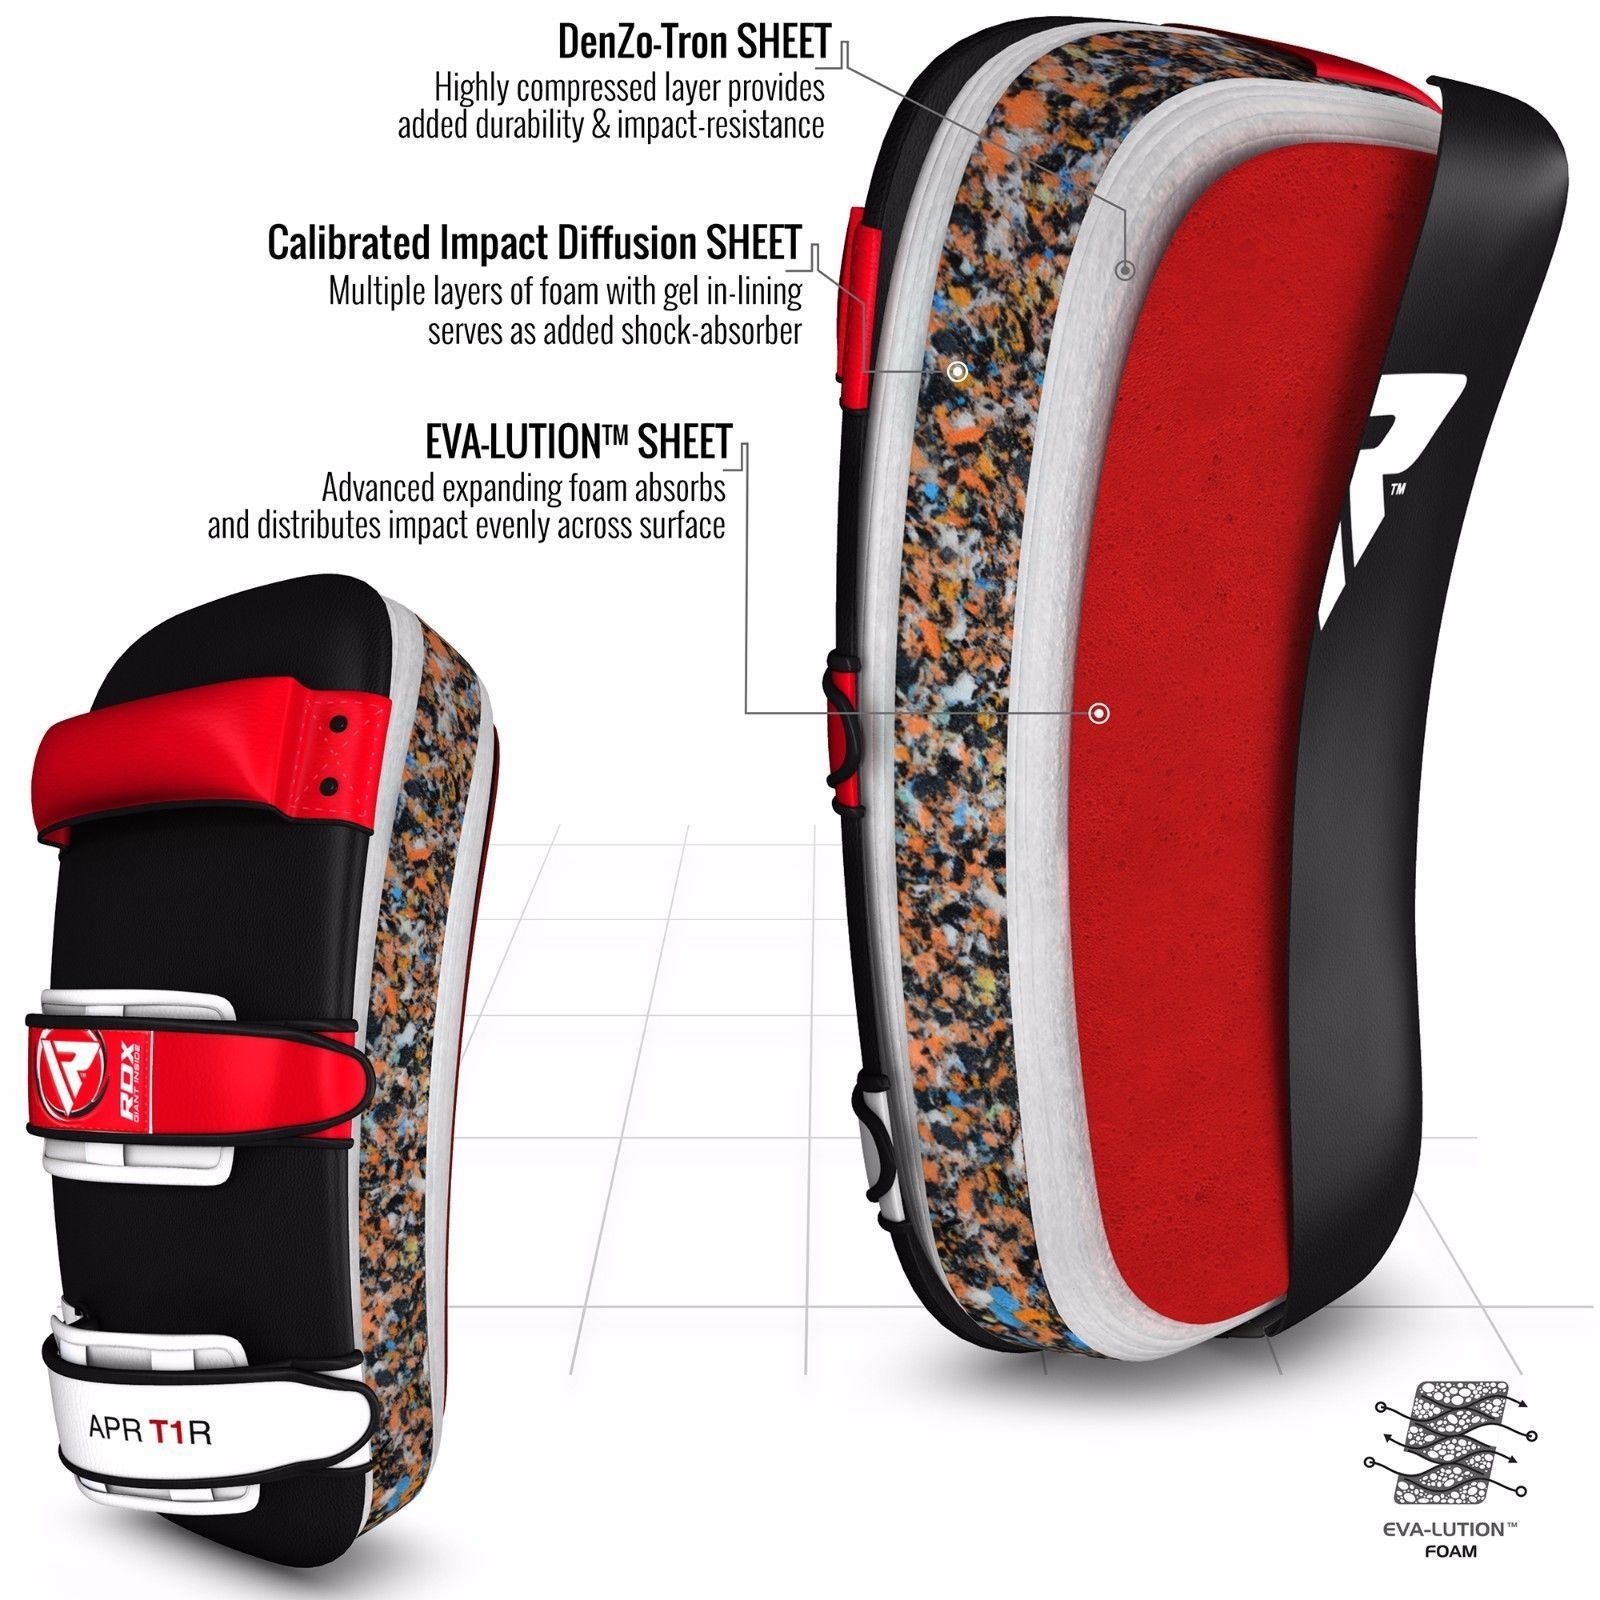 DenZo-Tron SHEET
Highly compressed layer provides
added durability & impact-resistance
Calibrated Impact Diffusion SHEET
Multiple layers of foam with gel in-lining
serves as added shock-absorber
EVA-LUTION™ SHEET
Advanced expanding foam absorbs
and distributes impact evenly across surface
R
TM
RDX
GIANT INSIDE
APR T1R
EVA-LUTION™
FOAM